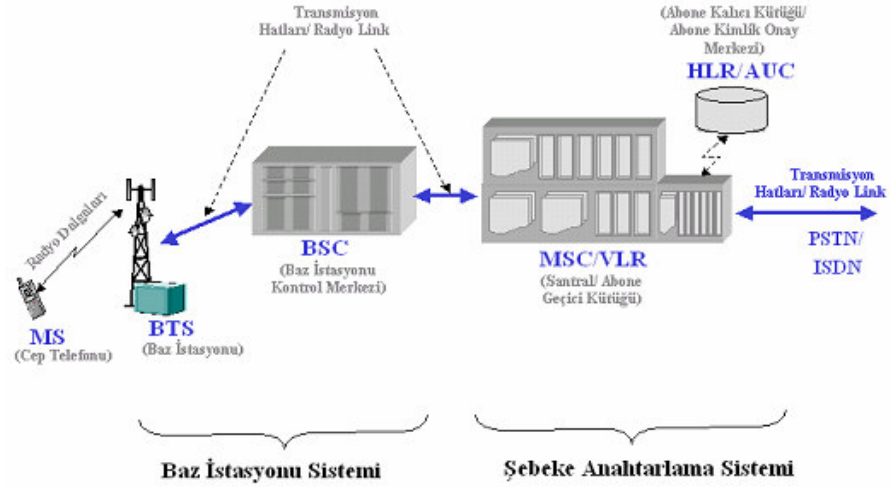 Transmisyon
Hatları/ Radyo Link
(Abone Kalıcı Kütüğü/
Abone Kimlik Onay
Merkezi)
HLR/AUC
Radyo Dalgaları
Transmisyon
Hatları/ Radyo Link
PSTN/
ISDN
BSC
(Baz İstasyonu
Kontrol Merkezi)
MSC/VLR
(Santral/ Abone
Geçici Kütüğü)
MS
(Cep Telefonu)
BTS
(Baz İstasyonu)
Baz İstasyonu Sistemi
Şebeke Anahtarlama Sistemi